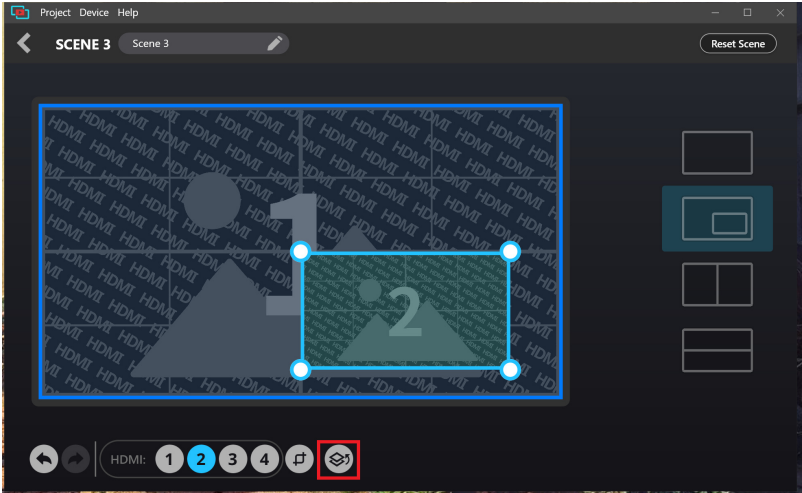 Project Device Help
SCENE 3 Scene 3 Reset Scene
HDMI
1
2
HDMI: 1 2 3 4